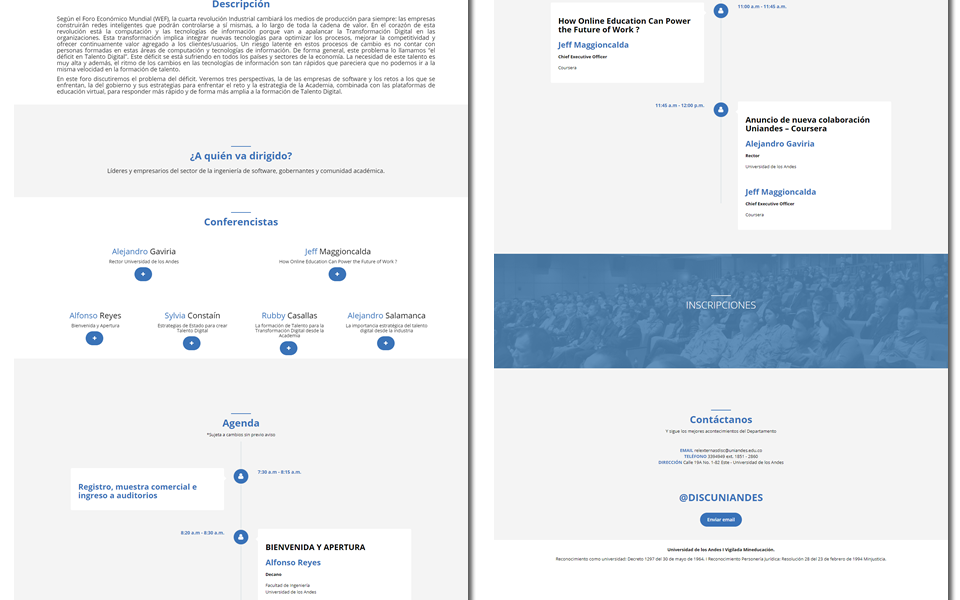 Descripción
Según el Foro Económico Mundial (WEF), la cuarta revolución Industrial cambiará los medios de producción para siempre: las empresas
construirán redes inteligentes que podrán controlarse a sí mismas, a lo largo de toda la cadena de valor. En el corazón de esta
revolución está la computación y las tecnologías de información porque van a apalancar la Transformación Digital en las
organizaciones. Esta transformación implica integrar nuevas tecnologías para optimizar los procesos, mejorar la competitividad y
ofrecer continuamente valor agregado a los clientes/usuarios. Un riesgo latente en estos procesos de cambio es no contar con
personas formadas en estas áreas de computación y tecnologías de información. De forma general, este problema lo llamamos "el
déficit en Talento Digital". Este déficit se está sufriendo en todos los países y sectores de la economía. La necesidad de este talento es
muy alta y además, el ritmo de los cambios en las tecnologías de información son tan rápidos que pareciera que no podemos ir a la
misma velocidad en la formación de talento.
En este foro discutiremos el problema del déficit. Veremos tres perspectivas, la de las empresas de software y los retos a los que se
enfrentan, la del gobierno y sus estrategias para enfrentar el reto y la estrategia de la Academia, combinada con las plataformas de
educación virtual, para responder más rápido y de forma más amplia a la formación de Talento Digital.
¿A quién va dirigido?
Líderes y empresarios del sector de la ingeniería de software, gobernantes y comunidad académica.
Conferencistas
Alejandro Gaviria
Rector Universidad de los Andes
+
Jeff Maggioncalda
How Online Education Can Power the Future of Work ?
+
Alfonso Reyes
Bienvenida y Apertura
+
Sylvia Constaín
Estrategias de Estado para crear
Talento Digital
+
Rubby Casallas
La formación de Talento para la
Transformación Digital desde la
Academia
+
Alejandro Salamanca
La importancia estratégica del talento
digital desde la industria
+
Agenda
*Sujeta a cambios sin previo aviso
7:30 a.m - 8:15 a.m.
Registro, muestra comercial e
ingreso a auditorios
8:20 a.m - 8:30 a.m.
BIENVENIDA Y APERTURA
Alfonso Reyes
Decano
Facultad de Ingeniería
Universidad de los Andes
11:00 a.m - 11:45 a.m.
How Online Education Can Power
the Future of Work ?
Jeff Maggioncalda
Chief Executive Officer
Coursera
11:45 a.m - 12:00 p.m.
Anuncio de nueva colaboración
Uniandes – Coursera
Alejandro Gaviria
Rector
Universidad de los Andes
Jeff Maggioncalda
Chief Executive Officer
Coursera
INSCRIPCIONES
Contáctanos
Y sigue los mejores acontecimientos del Departamento
EMAIL relexternasdisc@uniandes.edu.co
TELÉFONO 3394949 ext. 1851 - 2860
DIRECCIÓN Calle 19A No. 1-82 Este - Universidad de los Andes
@DISCUNIANDES
Enviar email
Universidad de los Andes I Vigilada Mineducación.
Reconocimiento como universidad: Decreto 1297 del 30 de mayo de 1964. I Reconocimiento Personería Jurídica: Resolución 28 del 23 de febrero de 1994 Minjusticia.